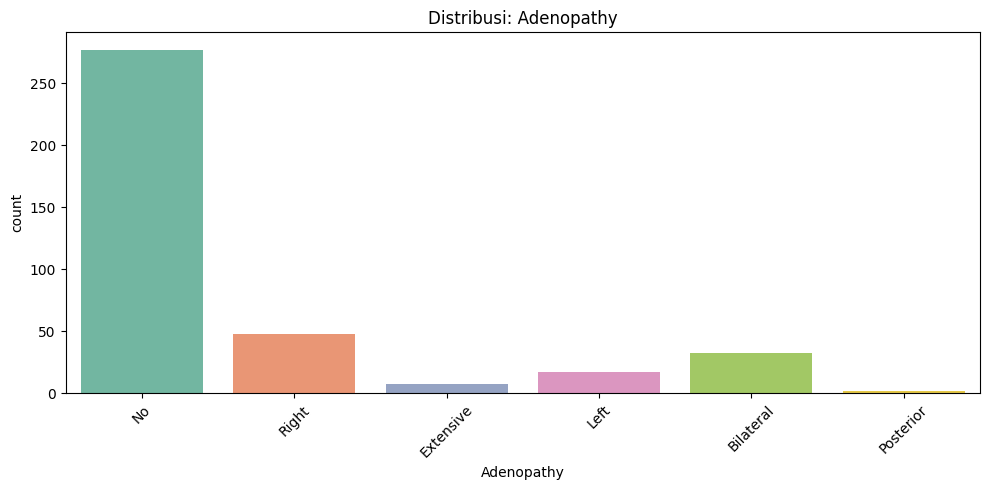 Distribusi: Adenopathy
count
250
200
150
100
50
0
No
Right
Extensive
Left
Bilateral
Posterior
Adenopathy